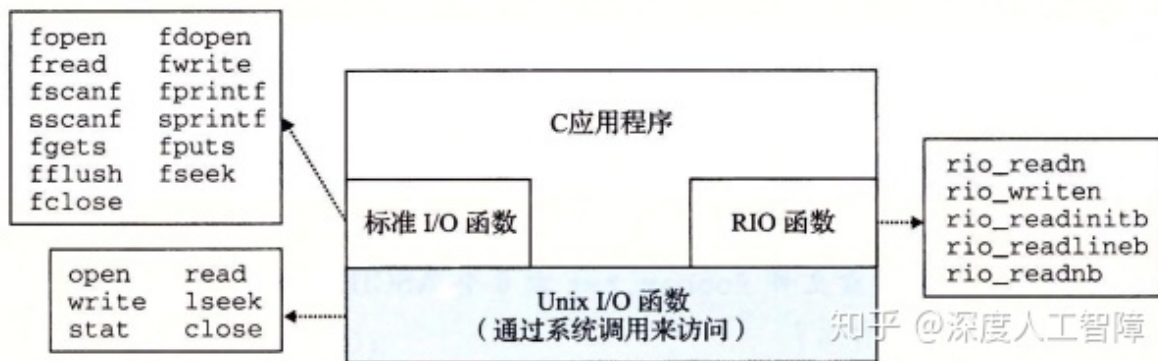 fopen fdopen
fread fwrite
fscanf fprintf
sscanf sprintf
fgets fputs
fflush fseek
fclose
C应用程序
标准 I/O 函数
RIO 函数
rio_readn
rio_writen
rio_readinitb
rio_readlineb
rio_readnb
open read
write lseek
stat close
Unix I/O 函数
（通过系统调用来访问）
知乎 @深度人工智障